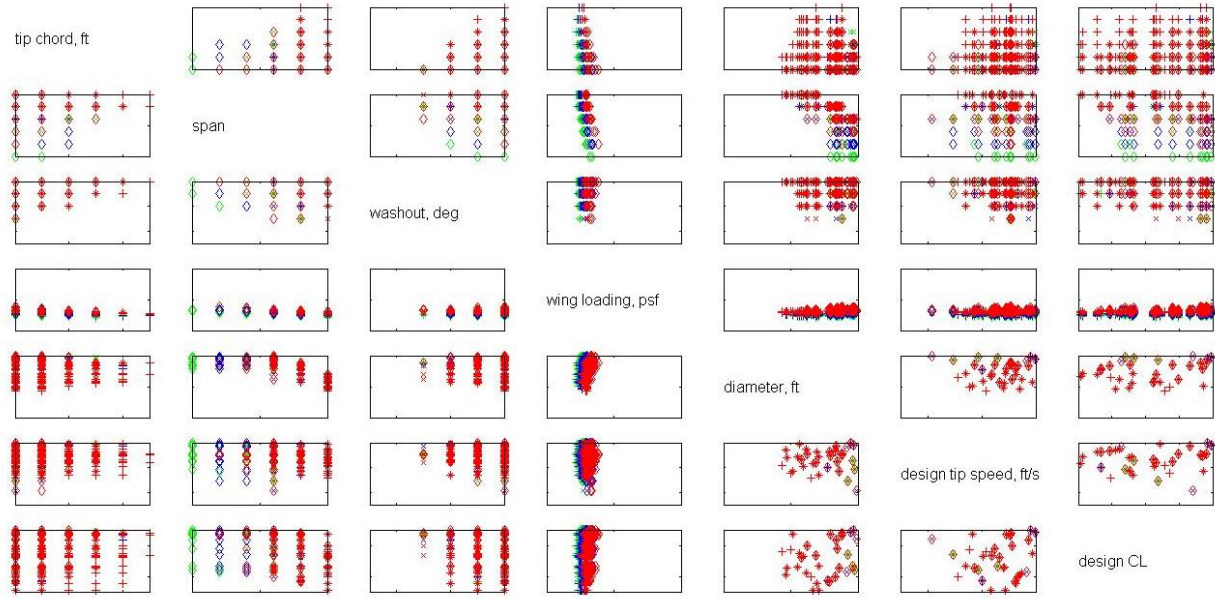 tip chord, ft
span
washout, deg
wing loading, psf
diameter, ft
design tip speed, ft/s
design CL